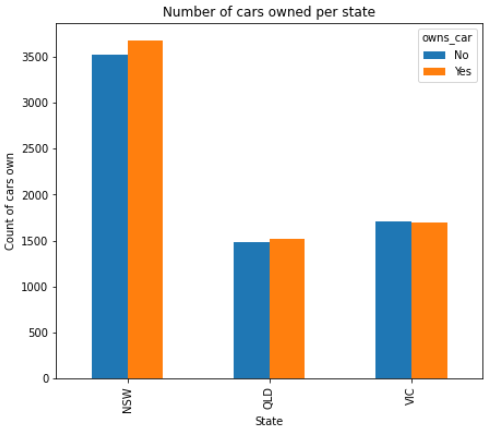 Number of cars owned per state
owns_car
No
Yes
Count of cars own
3500
3000
2500
2000
1500
1000
500
0
NSW
QLD
VIC
State